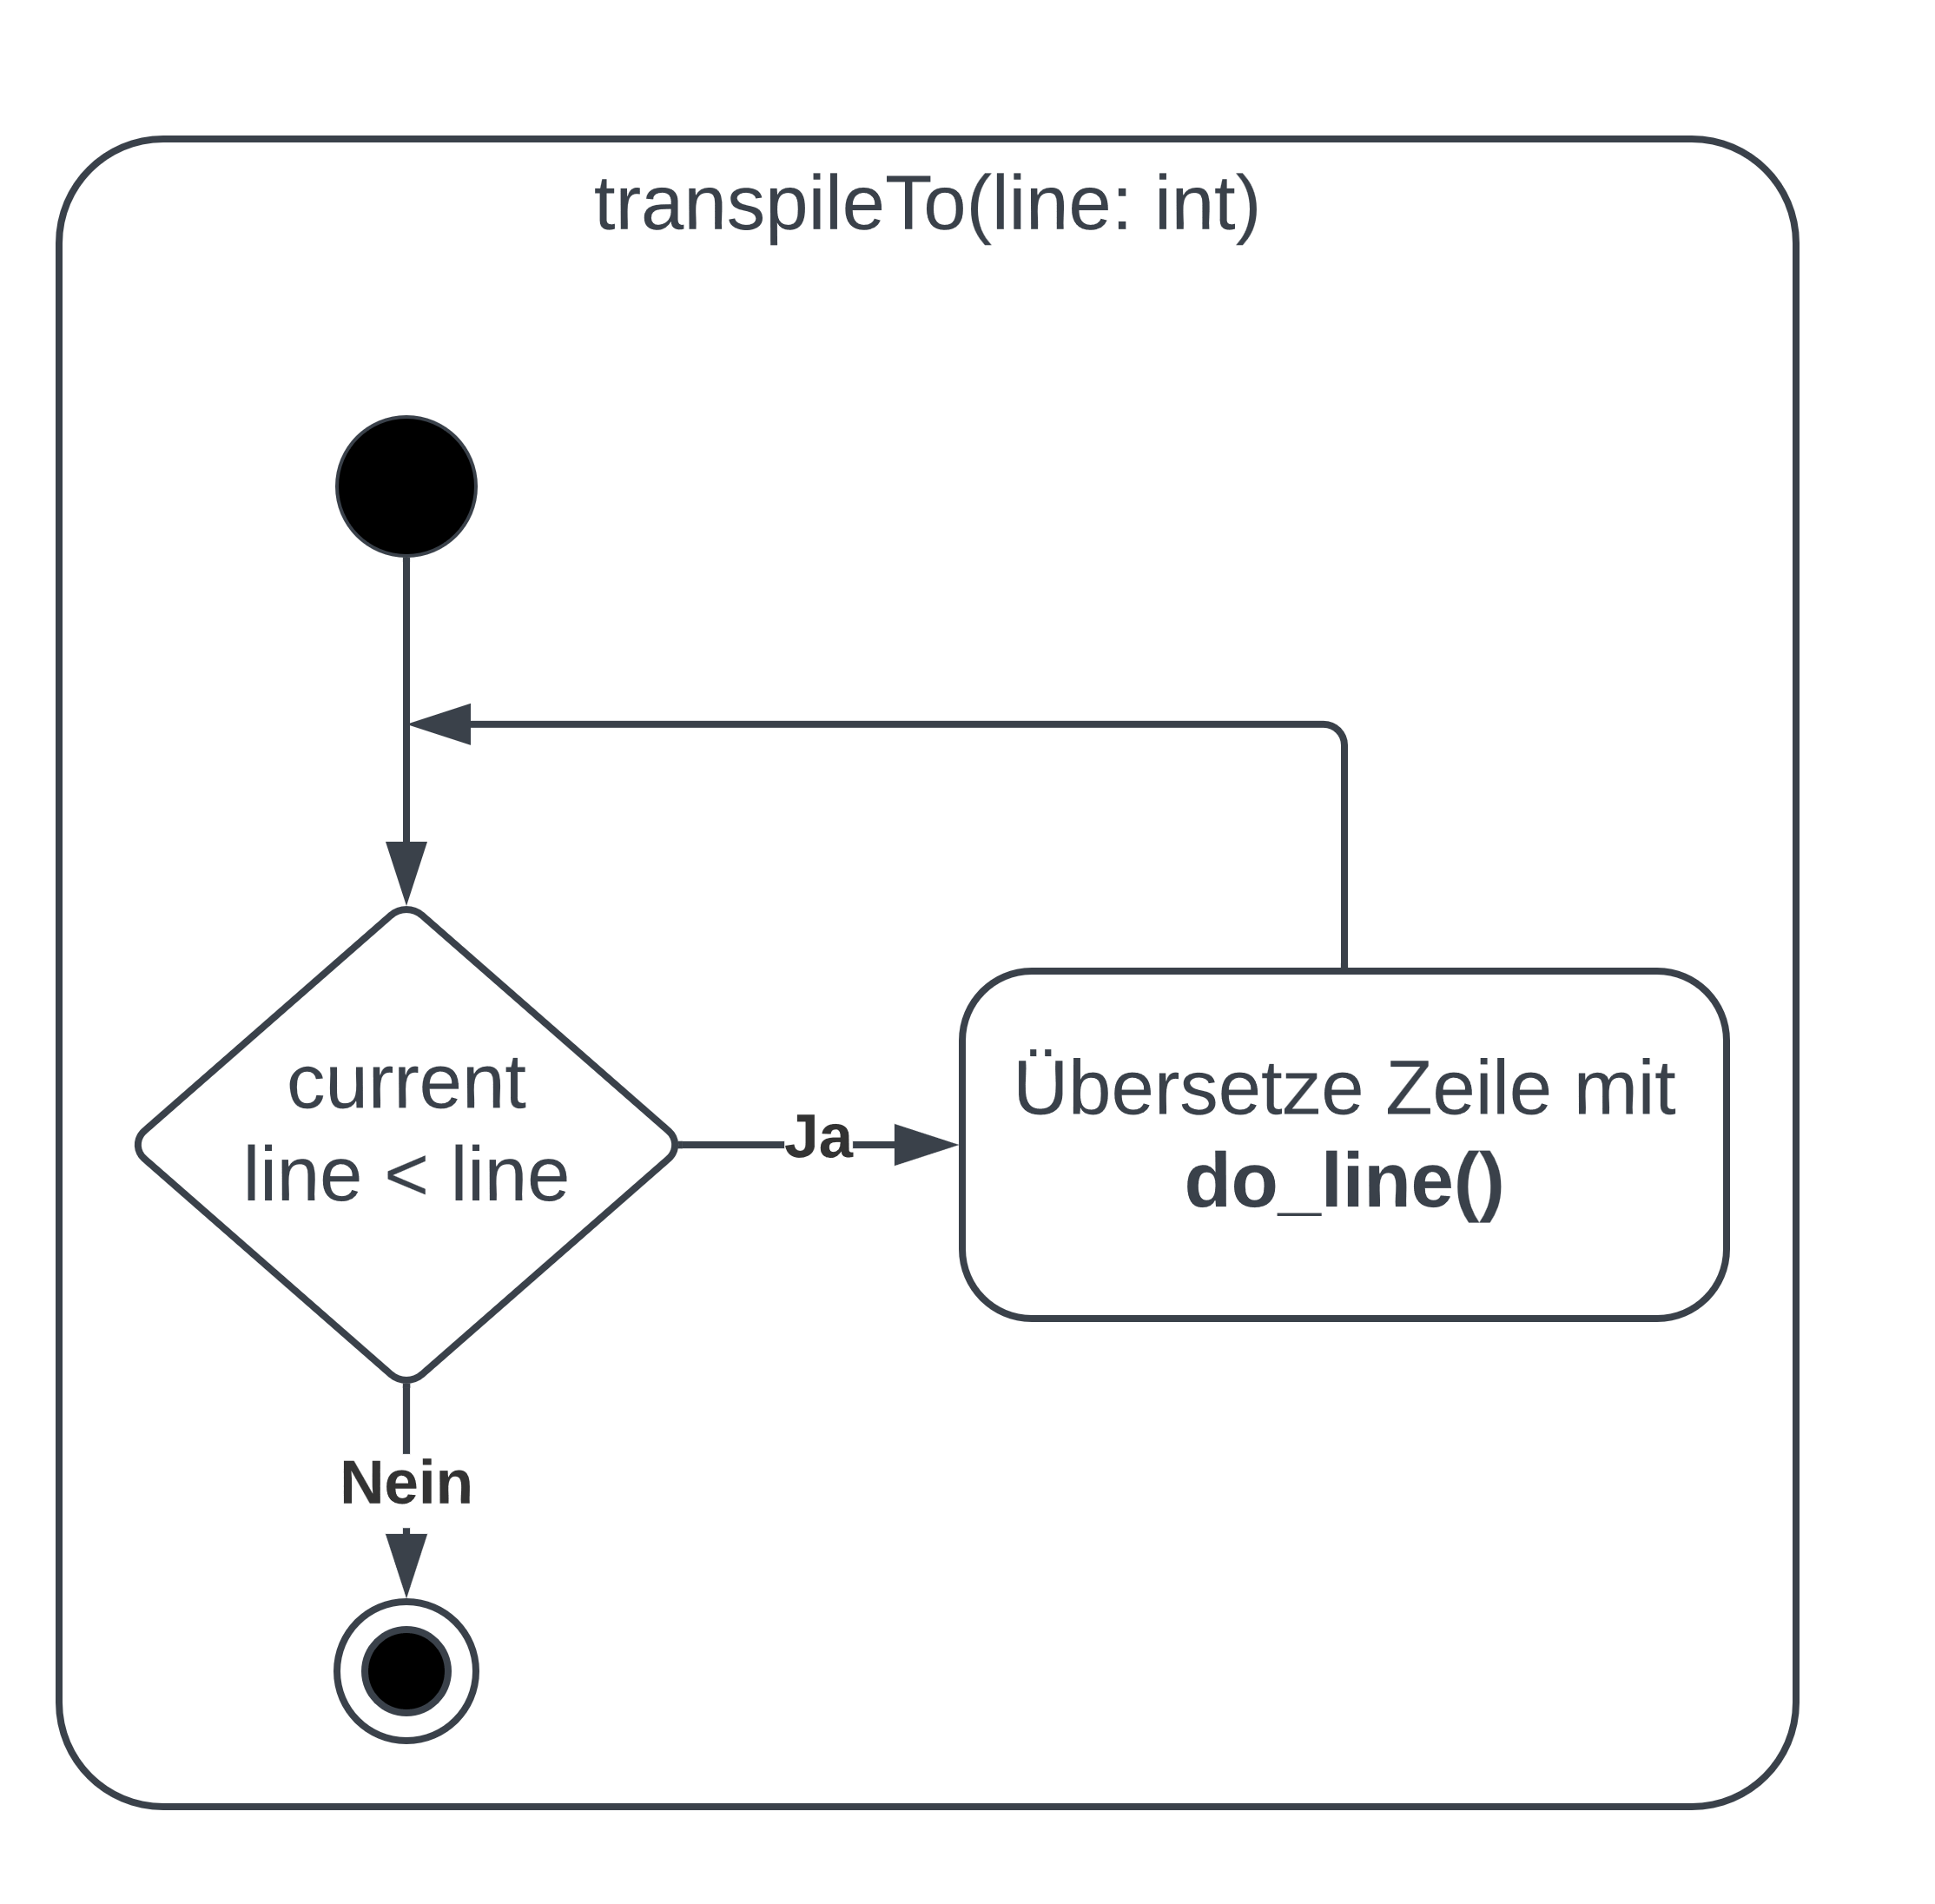 transpileTo(line: int)
current
line < line
Ja
Übersetze Zeile mit
do_line()
Nein